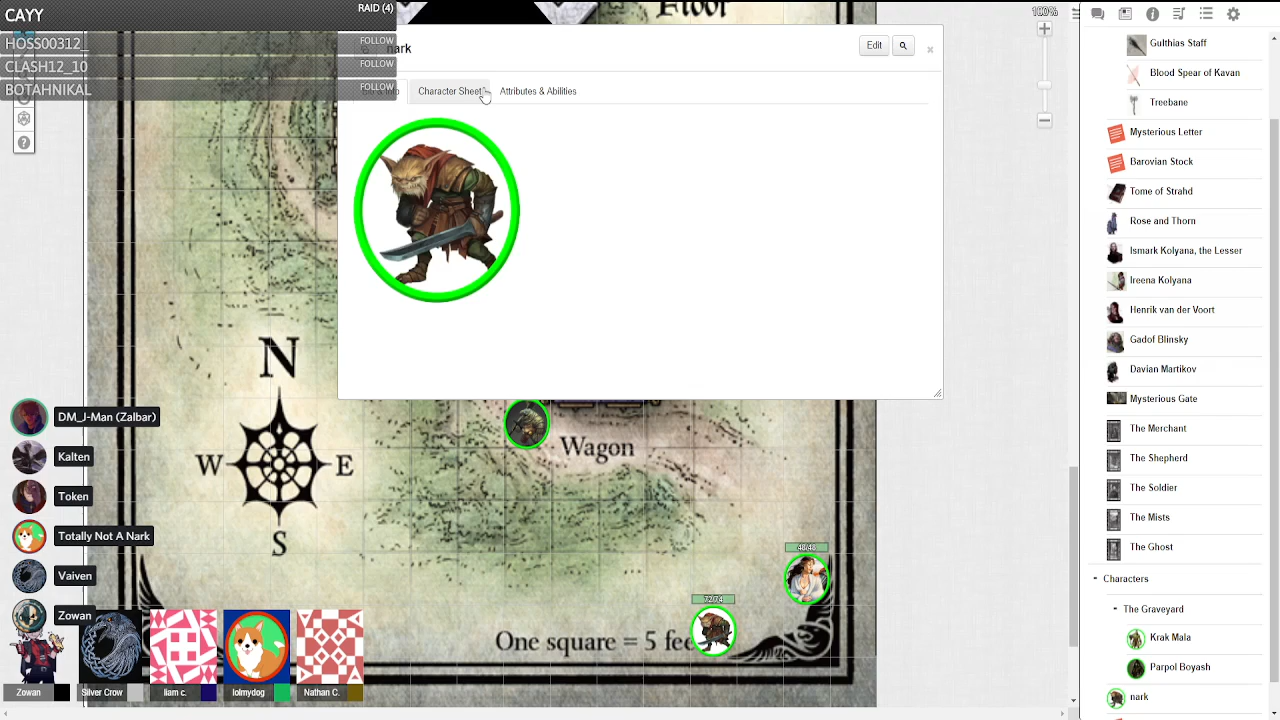 CAYY
RAID (4)
HOSS00312_
FOLLOW
CLASH12_10
FOLLOW
BOTAHNIKAL
FOLLOW
Floor
nark
Edit
Character Sheet
Attributes & Abilities
100%
N
W
E
S
Wagon
One square = 5 fee
48/48
72/74
DM_J-Man (Zalbar)
Kalten
Token
Totally Not A Nark
Vaiven
Zowan
Zowan
Silver Crow
liam c.
lolmydog
Nathan C.
Gulthias Staff
Blood Spear of Kavan
Treebane
Mysterious Letter
Barovian Stock
Tome of Strahd
Rose and Thorn
Ismark Kolyana, the Lesser
Ireena Kolyana
Henrik van der Voort
Gadof Blinsky
Davian Martikov
Mysterious Gate
The Merchant
The Shepherd
The Soldier
The Mists
The Ghost
Characters
The Graveyard
Parpol Boyash
nark